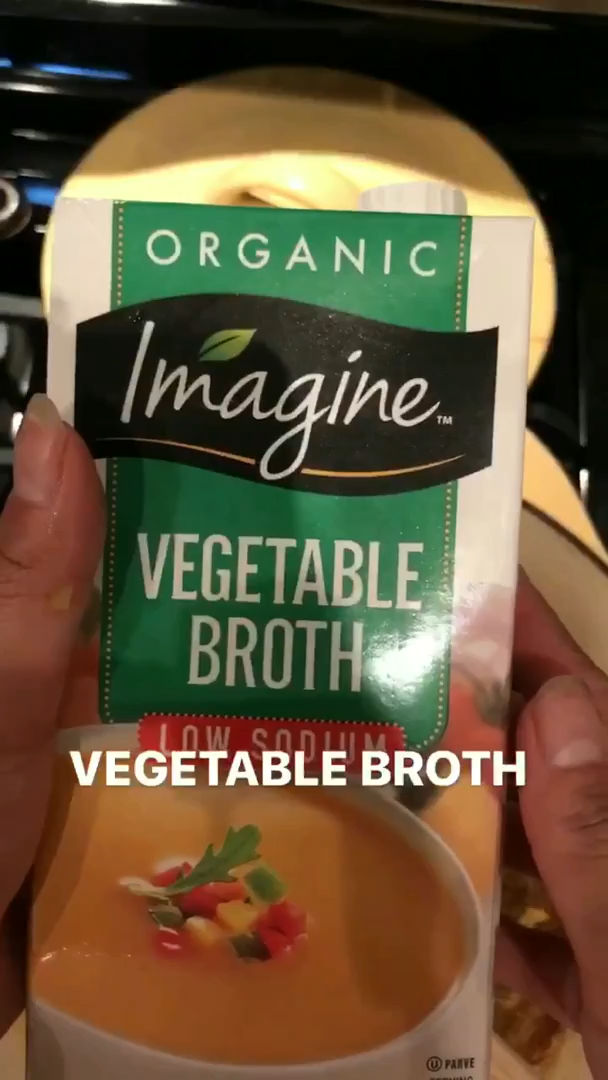 ORGANIC
Imagine™
VEGETABLE
BROTH
LOW SODIUM
VEGETABLE BROTH
Ⓤ PARVE